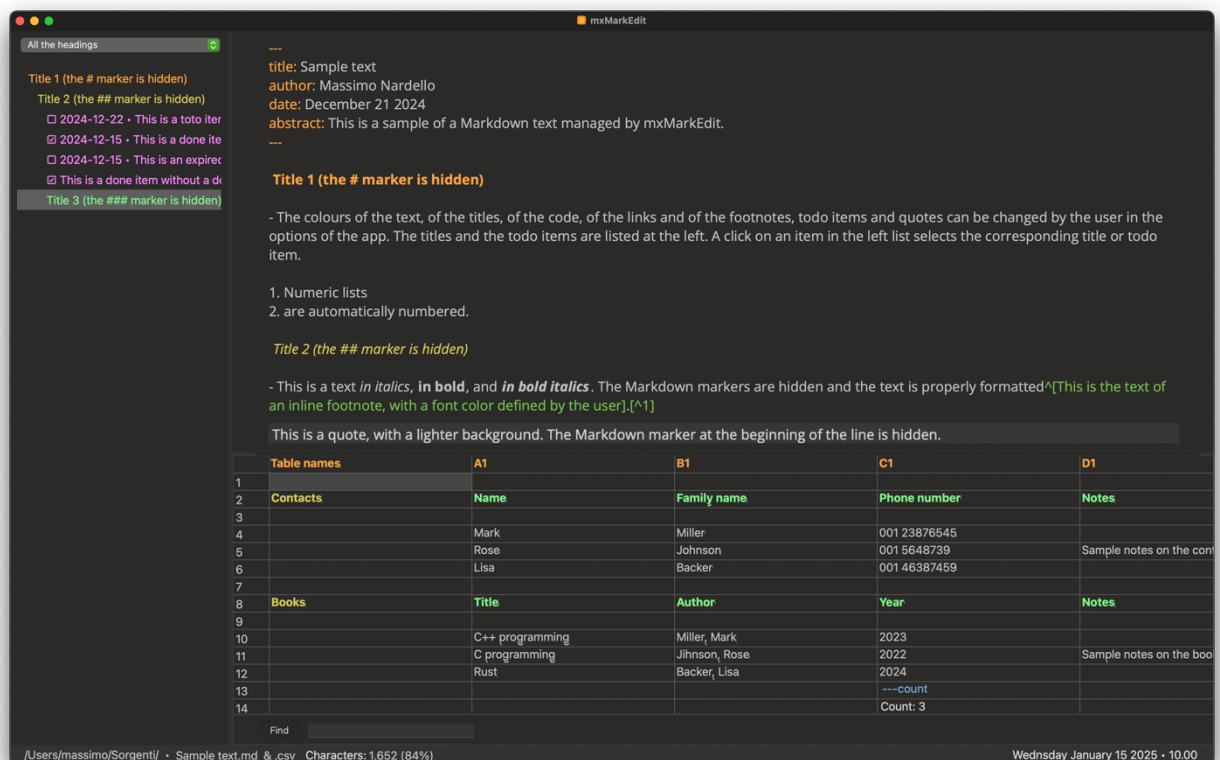 mxMarkEdit
All the headings
Title 1 (the # marker is hidden)
Title 2 (the ## marker is hidden)
2024-12-22 • This is a toto iter
2024-12-15 • This is a done ite
2024-12-15 • This is an expired
This is a done item without a d
Title 3 (the ### marker is hidden)
---
title: Sample text
author: Massimo Nardello
date: December 21 2024
abstract: This is a sample of a Markdown text managed by mxMarkEdit.
---
Title 1 (the # marker is hidden)
- The colours of the text, of the titles, of the code, of the links and of the footnotes, todo items and quotes can be changed by the user in the
options of the app. The titles and the todo items are listed at the left. A click on an item in the left list selects the corresponding title or todo
item.
1. Numeric lists
2. are automatically numbered.
Title 2 (the ## marker is hidden)
- This is a text in italics, in bold, and in bold italics. The Markdown markers are hidden and the text is properly formatted^[This is the text of
an inline footnote, with a font color defined by the user].[^1]
This is a quote, with a lighter background. The Markdown marker at the beginning of the line is hidden.
Table names A1 B1 C1 D1
1
2 Contacts Name Family name Phone number Notes
3
4 Mark Miller 001 23876545
5 Rose Johnson 001 5648739 Sample notes on the cont
6 Lisa Backer 001 46387459
7
8 Books Title Author Year Notes
9
10 C++ programming Miller, Mark 2023
11 C programming Jihnson, Rose 2022 Sample notes on the boo
12 Rust Backer, Lisa 2024
13 ---count
14 Count: 3
Find
/Users/massimo/Sorgenti/ • Sample text.md & .csv Characters: 1.652 (84%) Wednsday January 15 2025 • 10.00